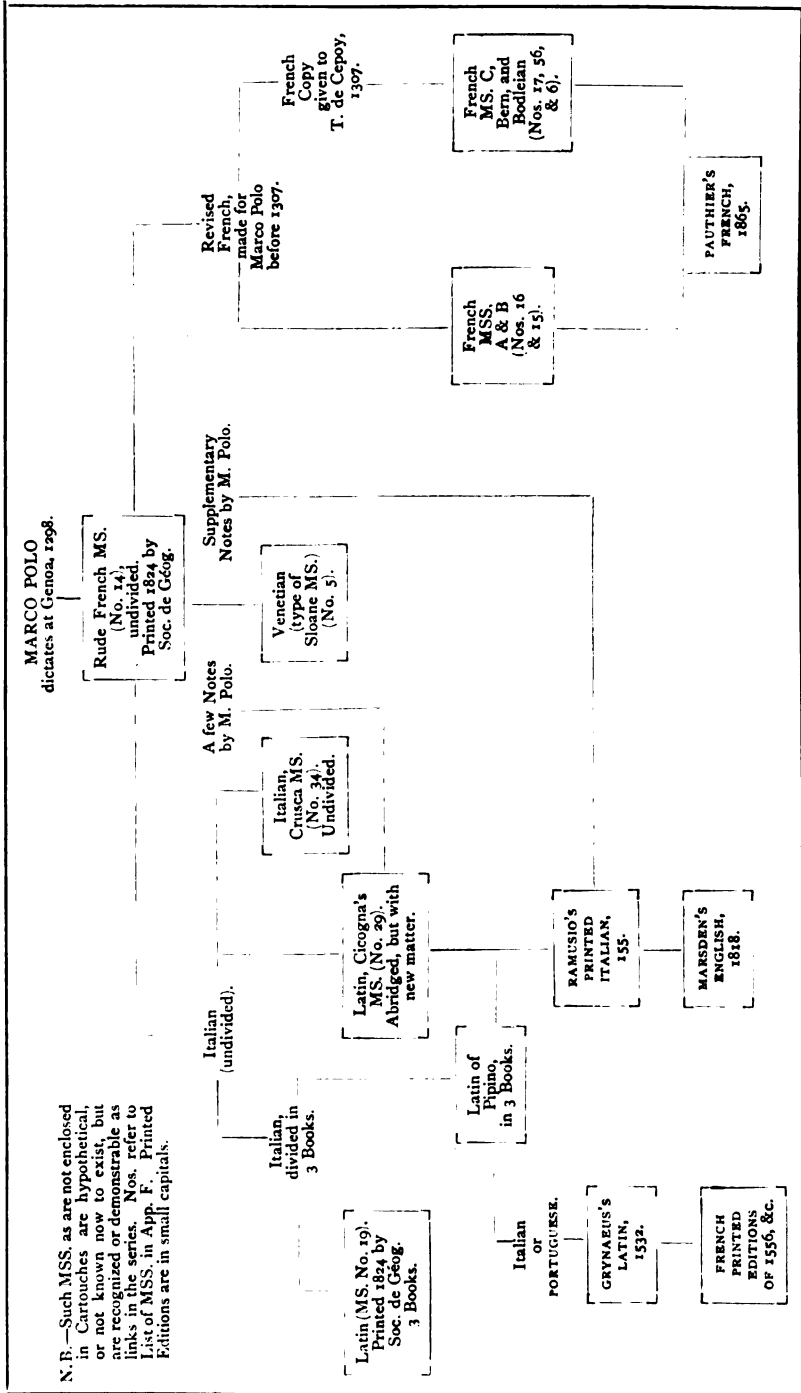 N.B.—Such MSS. as are not enclosed
in Cartouches are hypothetical,
or not known now to exist, but
are recognized or demonstrable as
links in the series. Nos. refer to
List of MSS. in App. F. Printed
Editions are in small capitals.
MARCO POLO
dictates at Genoa, 1298.
Rude French MS.
(No. 14),
undivided.
Printed 1824 by
Soc. de Géog.
Italian
(undivided).
A few Notes
by M. Polo.
Supplementary
Notes by M. Polo.
Revised
French,
made for
Marco Polo
before 1307.
Italian,
divided in
3 Books.
Italian,
Crusca MS.
(No. 34).
Undivided.
Venetian
(type of
Sloane MS.)
(No. 5).
French
Copy
given to
T. de Cepoy,
1307.
Latin (MS. No. 19).
Printed 1824 by
Soc. de Géog.
3 Books.
Latin, Cicogna's
MS. (No. 29).
Abridged, but with
new matter.
French
MSS.
A & B
(Nos. 16
& 15).
French
MS. C,
Bern, and
Bodleian
(Nos. 17, 56,
& 6).
Latin of
Pipino,
in 3 Books.
Italian
or
PORTUGUESE.
RAMUSIO'S
PRINTED
ITALIAN,
155-
GRYNAEUS'S
LATIN,
1532.
MARSDEN'S
ENGLISH,
1818.
PAUTHIER'S
FRENCH,
1865.
FRENCH
PRINTED
EDITIONS
OF 1556, &c.